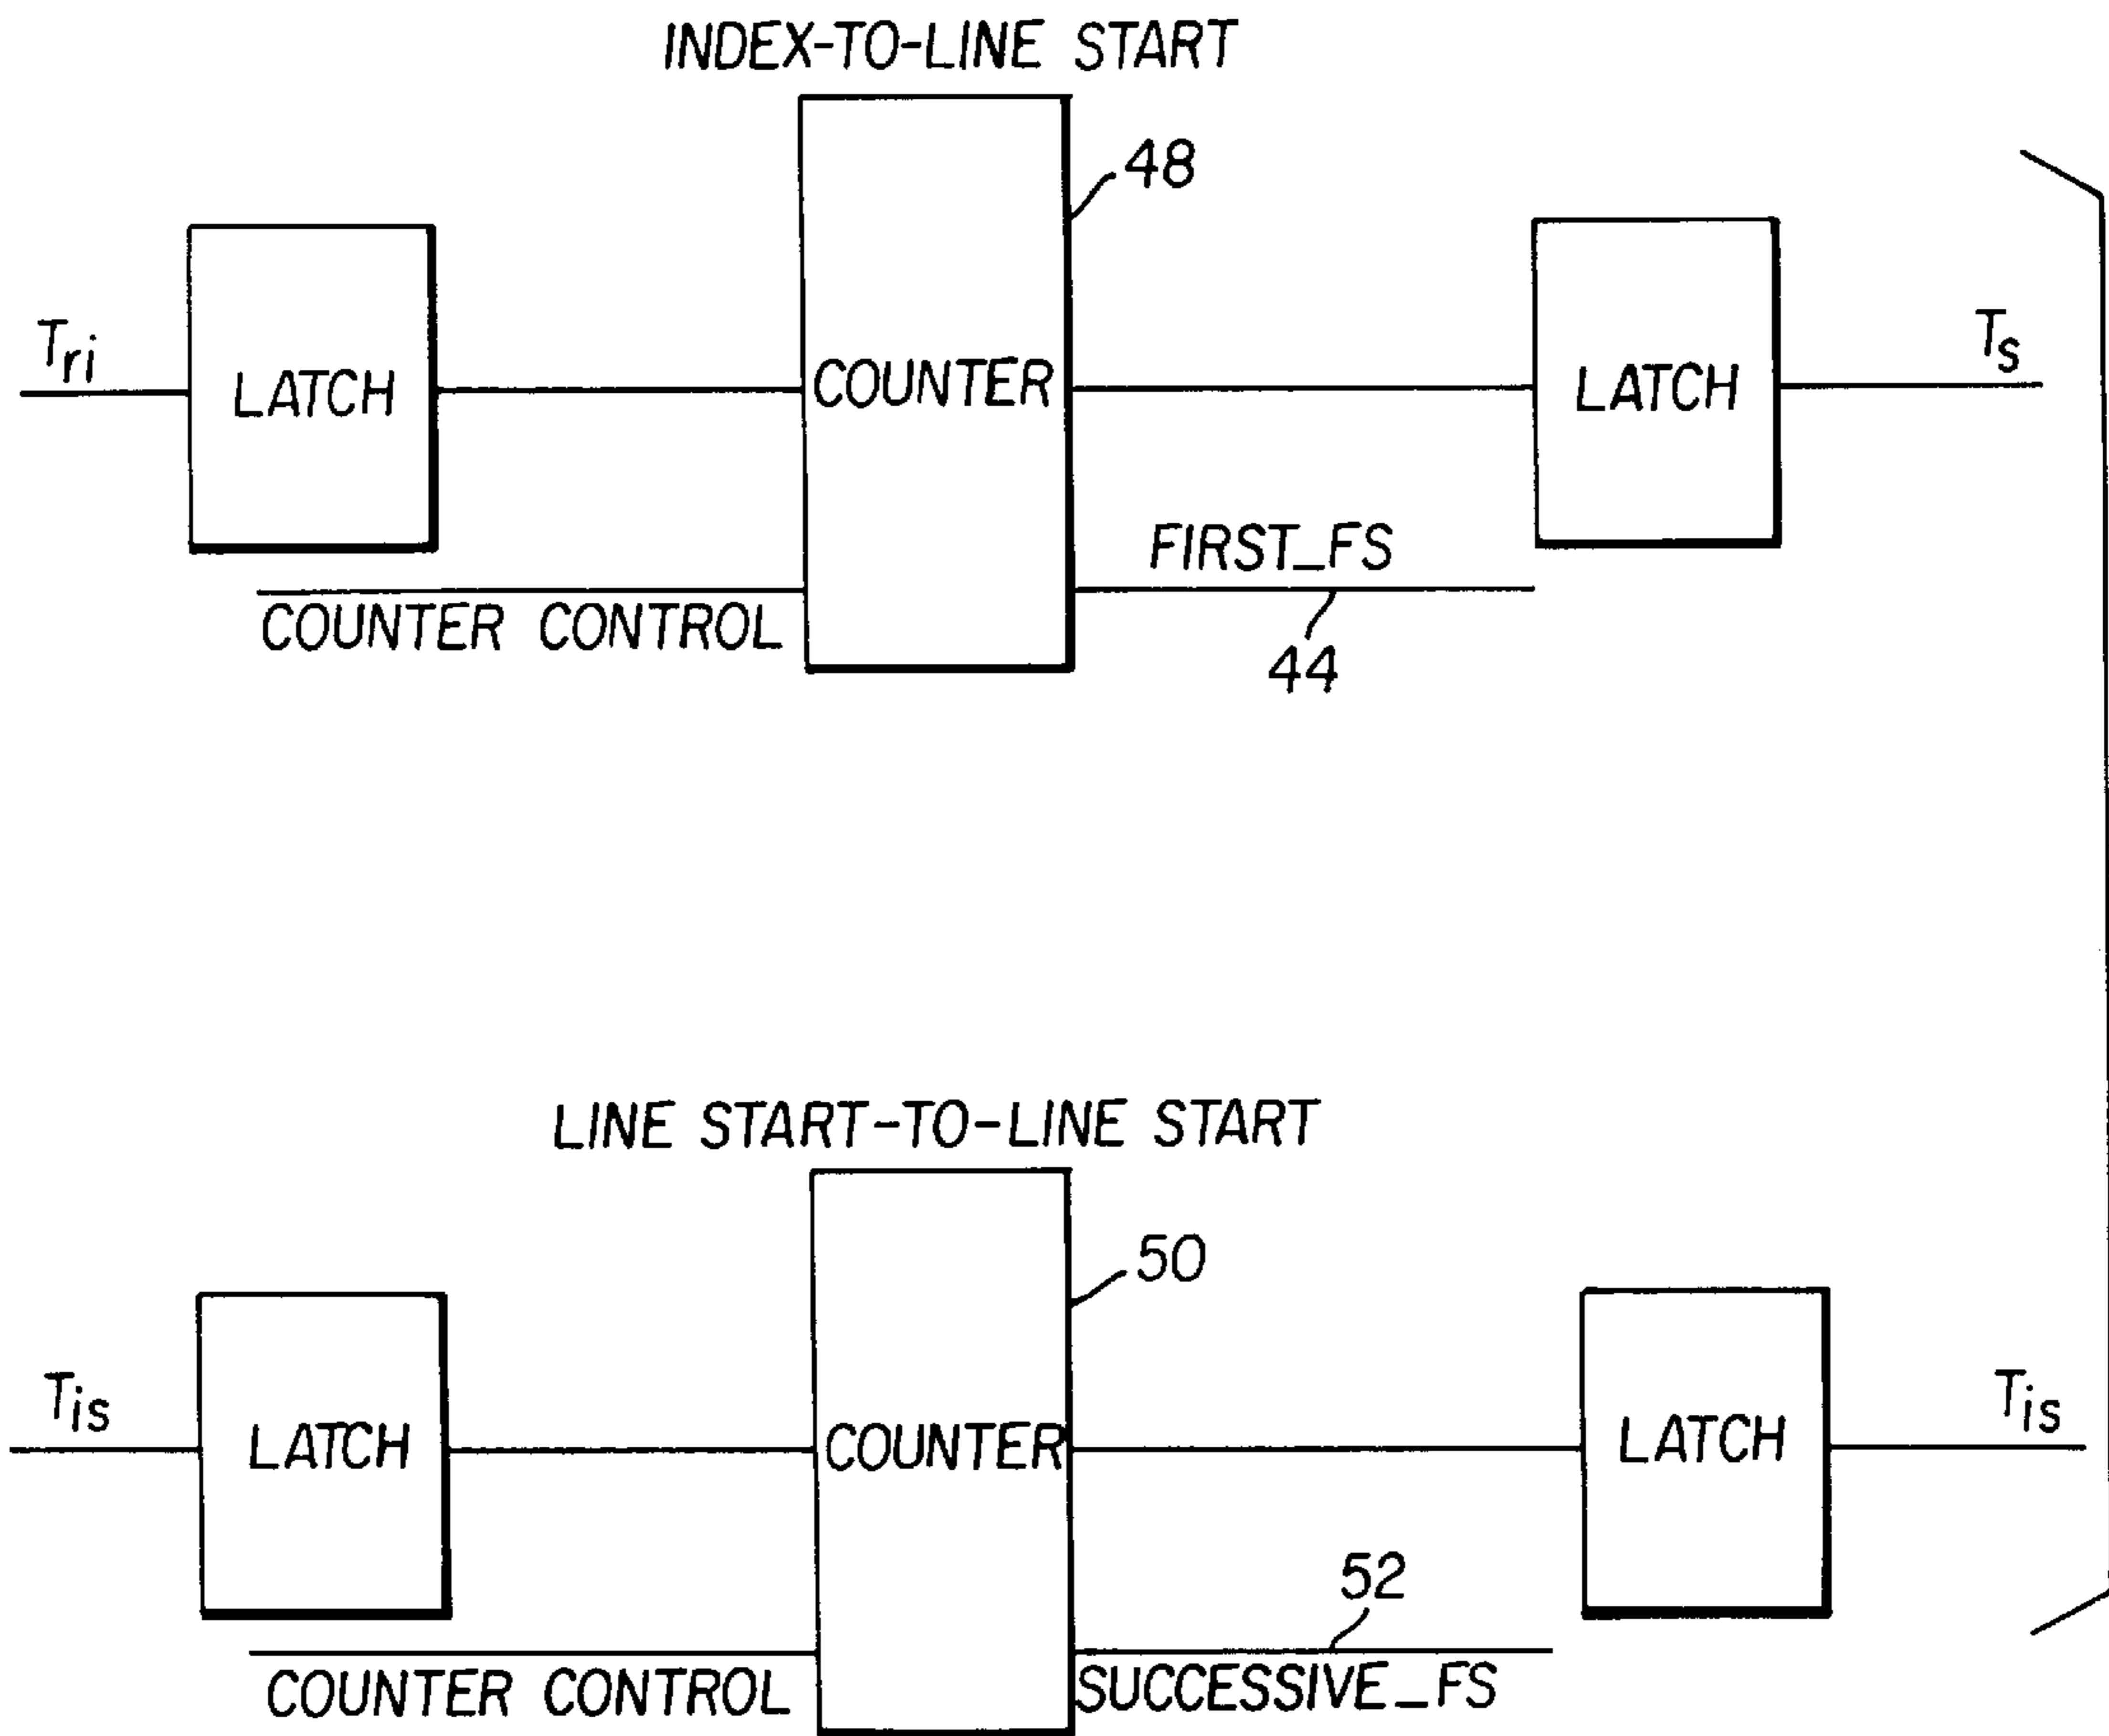 INDEX-TO-LINE START
48
Tri
LATCH
COUNTER
LATCH
Ts
FIRST_FS
COUNTER CONTROL
44
LINE START-TO-LINE START
50
Tis
LATCH
COUNTER
LATCH
Tis
52
COUNTER CONTROL
SUCCESSIVE_FS